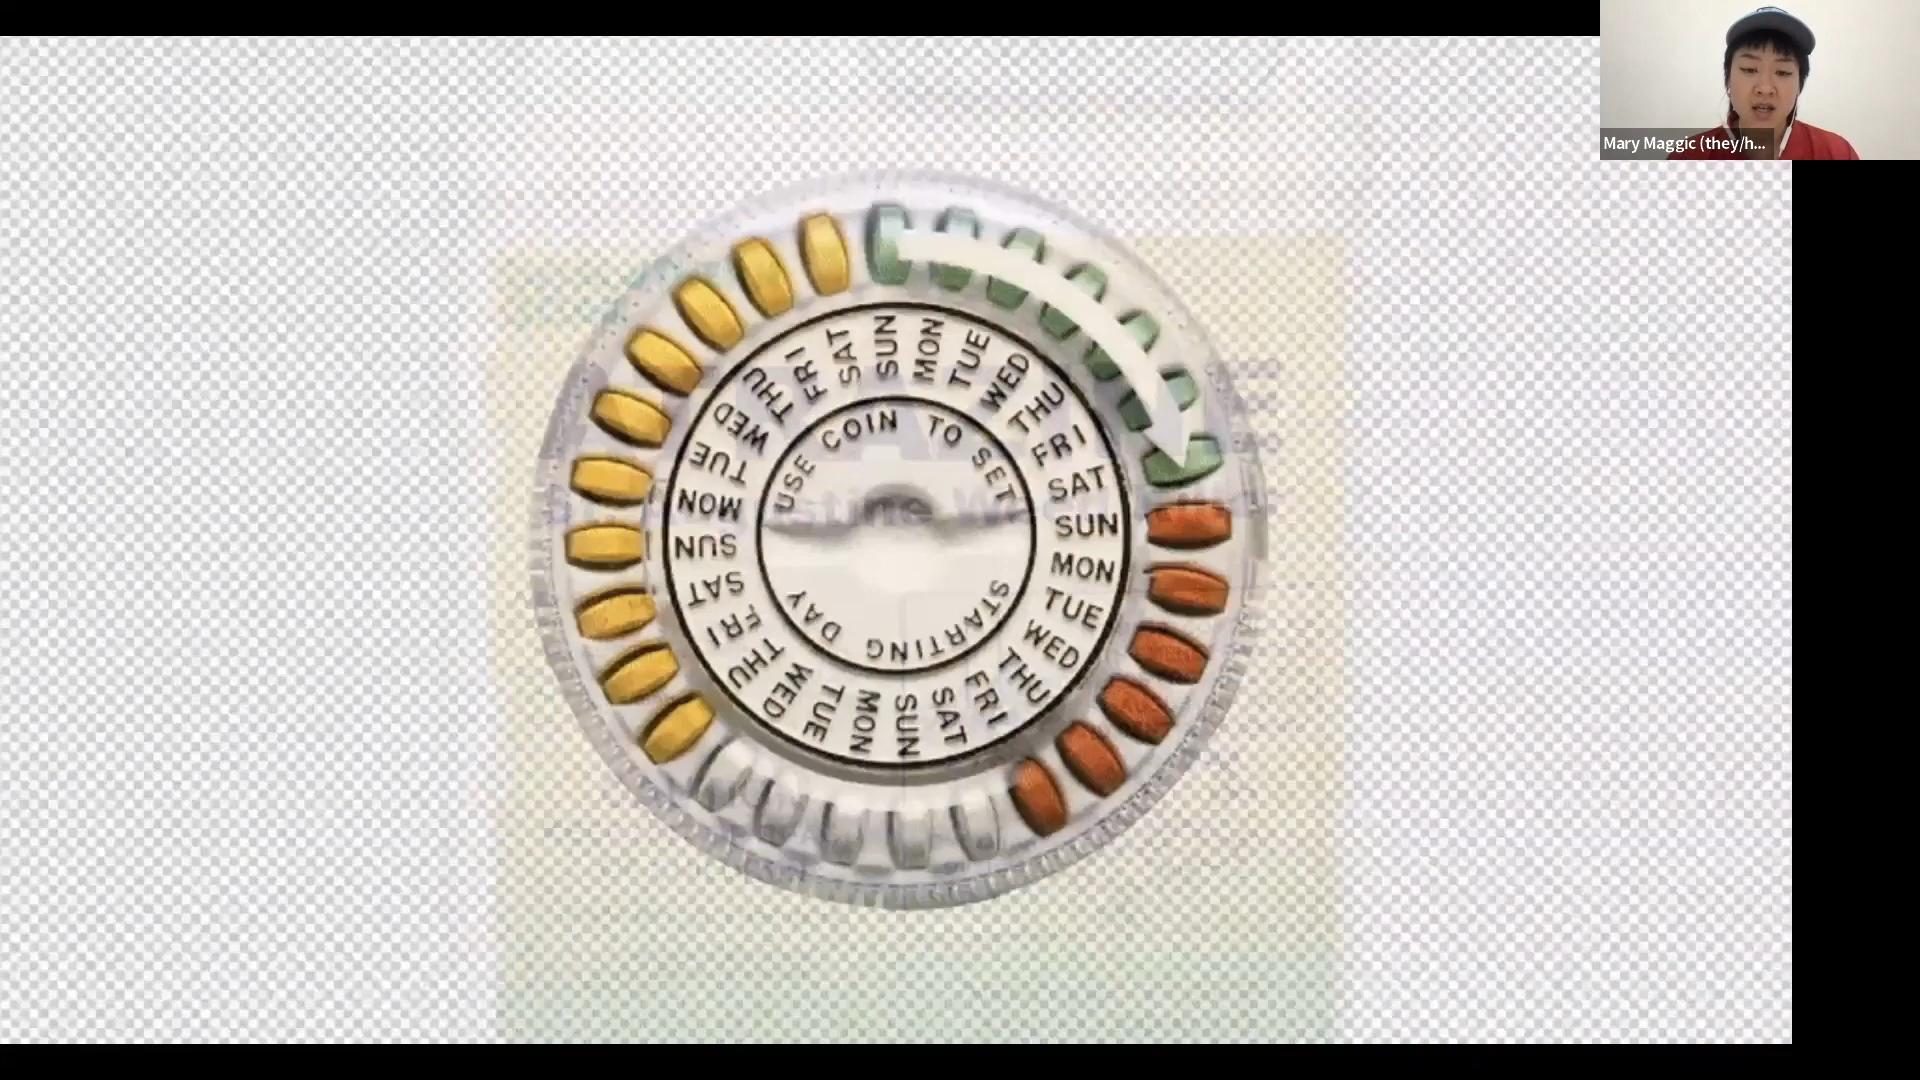 Mary Maggic (they/h...
USE COIN TO SET
STARTING DAY
SUN MON TUE WED THU FRI SAT
SUN MON TUE WED THU FRI SAT
SUN MON TUE WED THU FRI SAT
SUN MON TUE WED THU FRI SAT